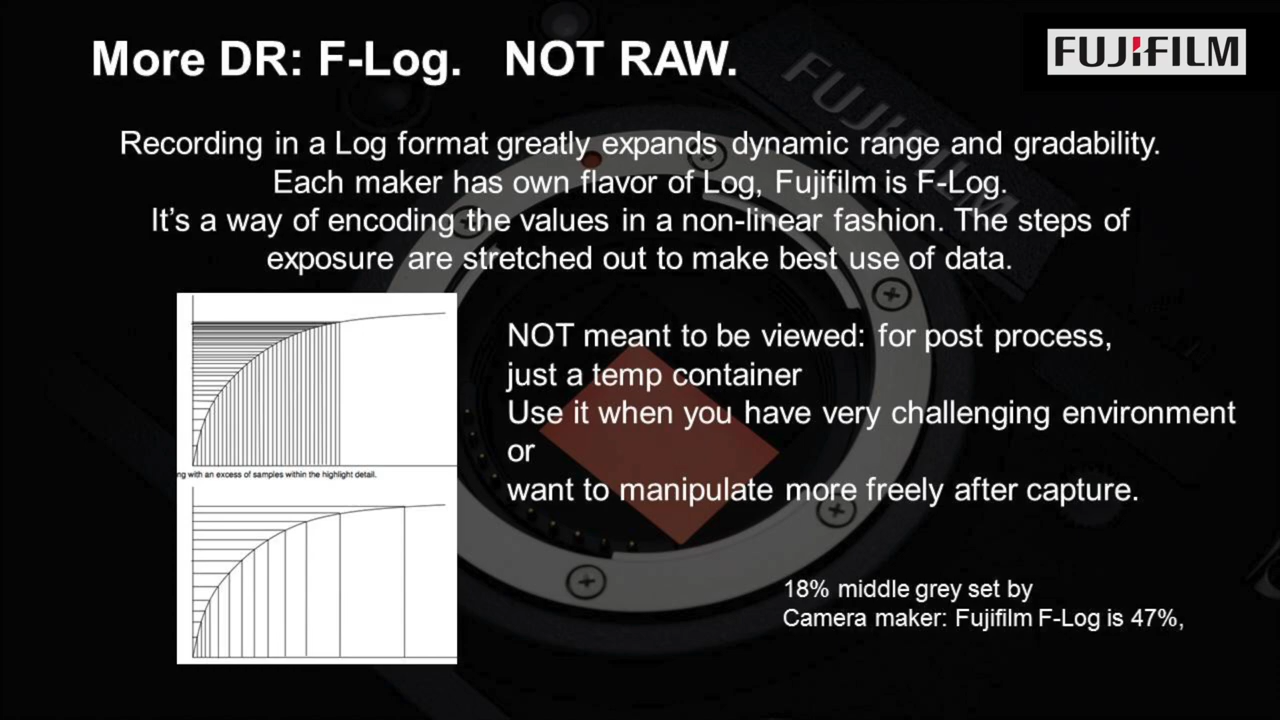 More DR: F-Log. NOT RAW.
FUJIFILM
FUJIFILM
Recording in a Log format greatly expands dynamic range and gradability.
Each maker has own flavor of Log, Fujifilm is F-Log.
It's a way of encoding the values in a non-linear fashion. The steps of
exposure are stretched out to make best use of data.
NOT meant to be viewed: for post process,
just a temp container
Use it when you have very challenging environment
or
want to manipulate more freely after capture.
ng with an excess of samples within the highlight detail.
18% middle grey set by
Camera maker: Fujifilm F-Log is 47%,